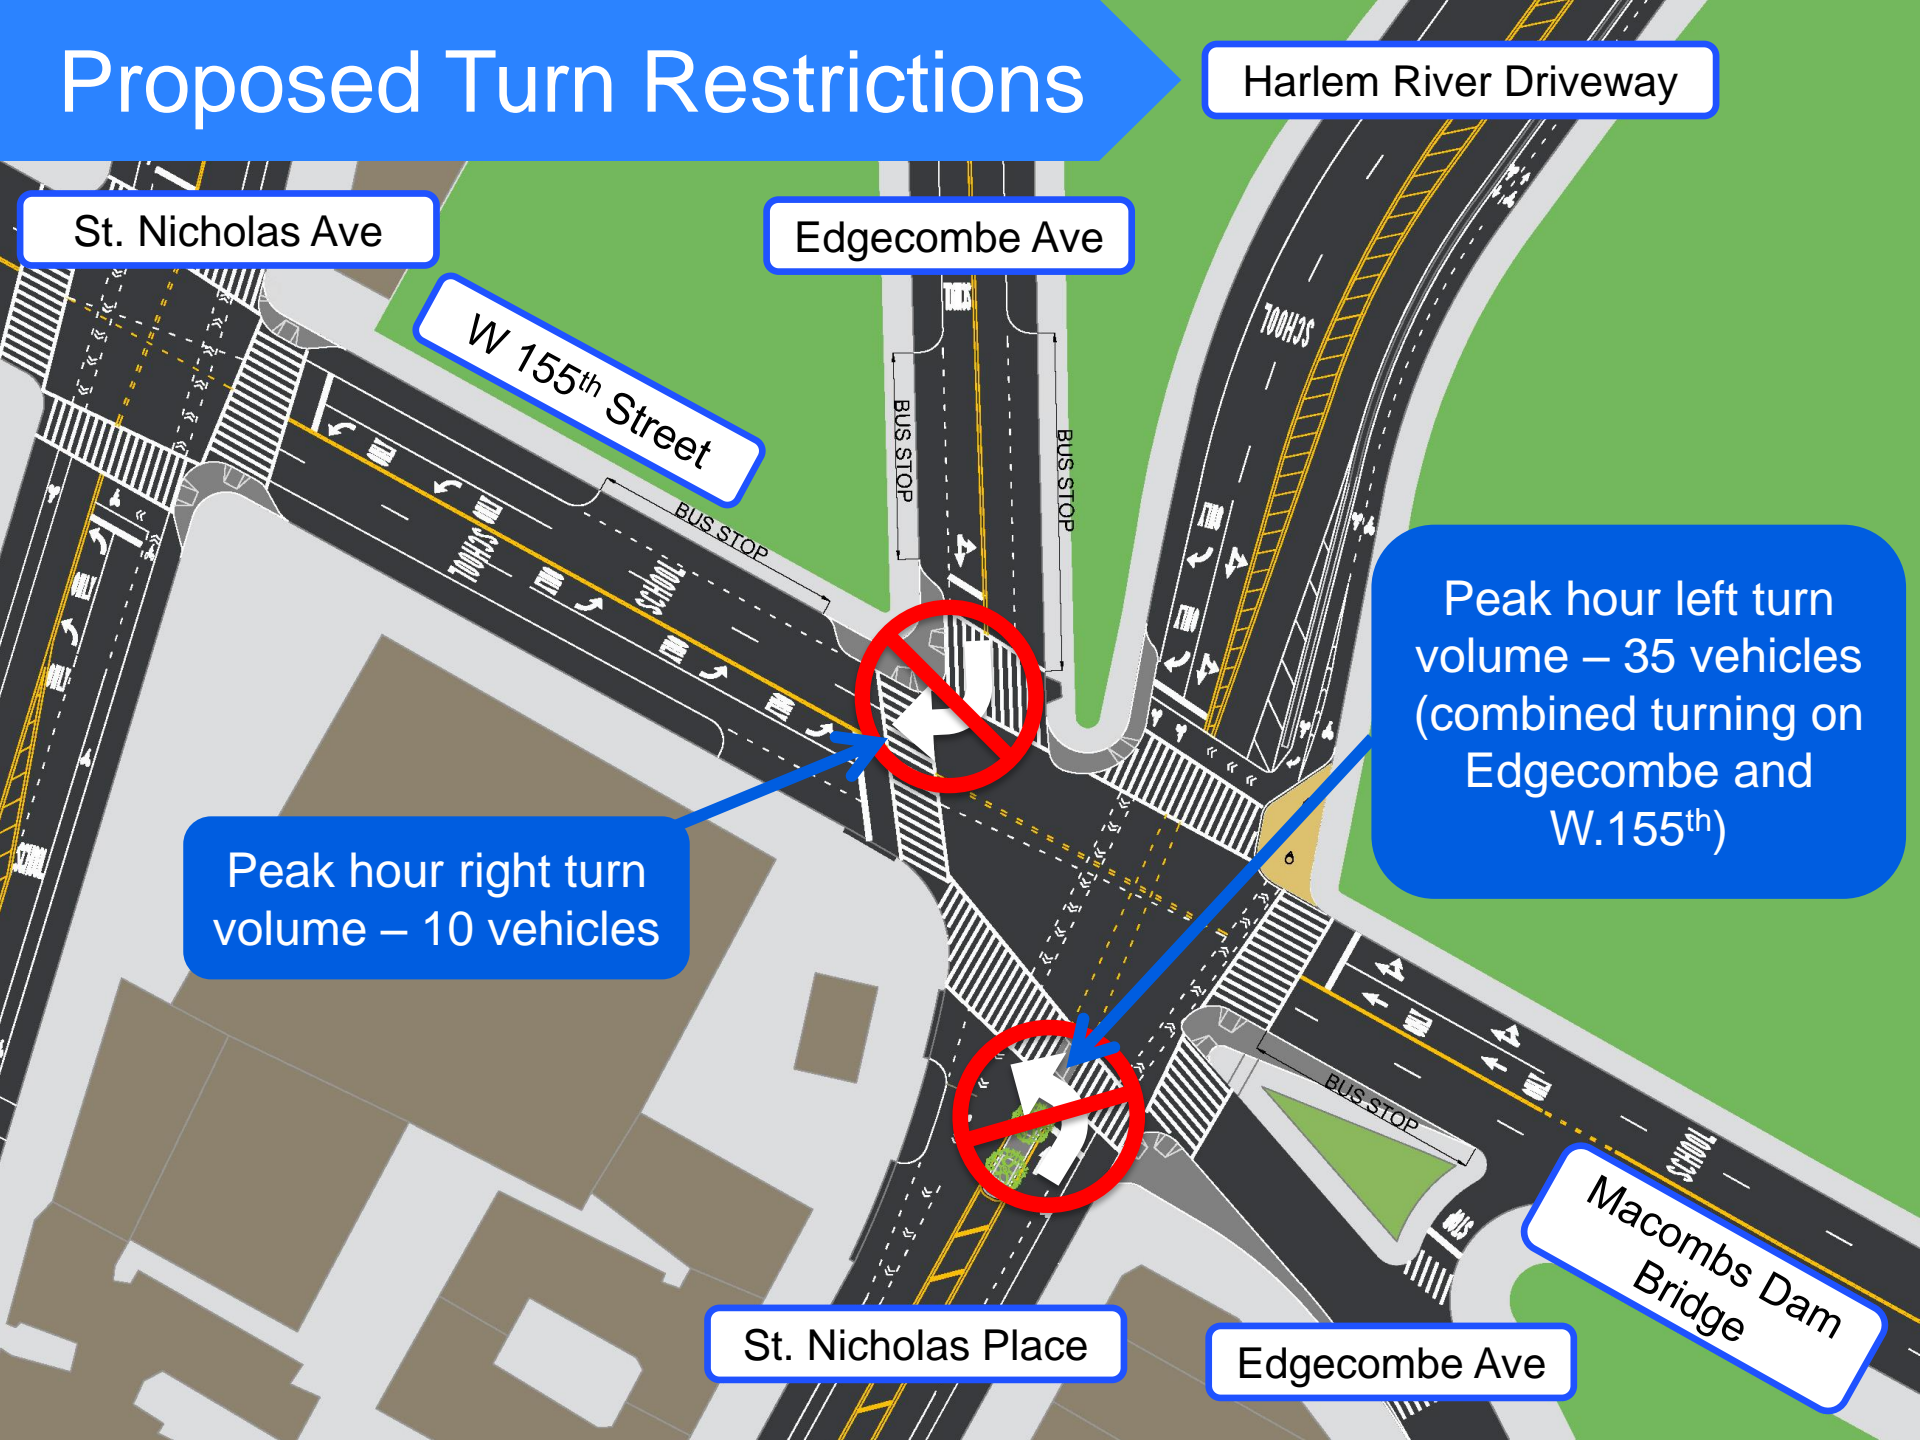 Proposed Turn Restrictions
Harlem River Driveway
St. Nicholas Ave
Edgecombe Ave
W 155th Street
BUS STOP
BUS STOP
BUS STOP
SCHOOL
SCHOOL
SCHOOL
Peak hour left turn
volume – 35 vehicles
(combined turning on
Edgecombe and
W.155th)
Peak hour right turn
volume – 10 vehicles
BUS STOP
SCHOOL
STOP
Macombs Dam
Bridge
St. Nicholas Place
Edgecombe Ave